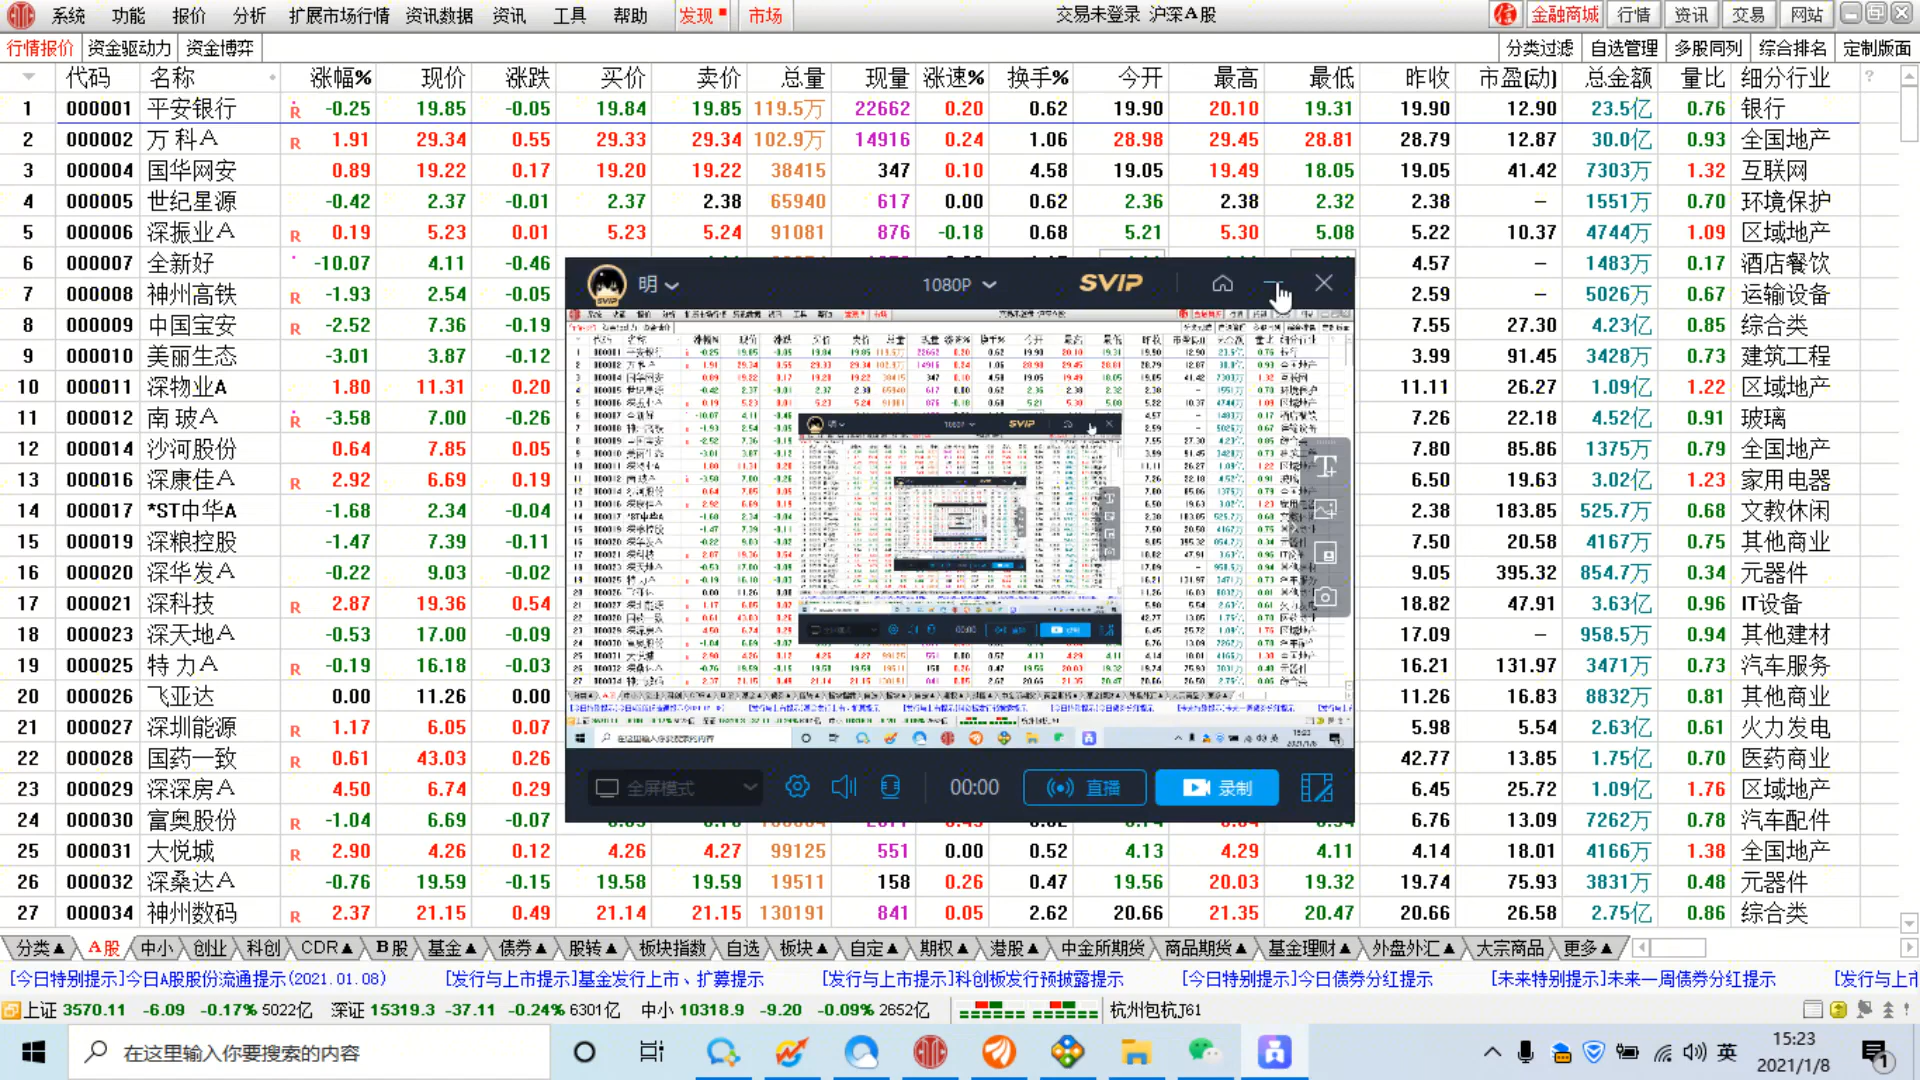 系统 功能 报价 分析 扩展市场行情 资讯数据 资讯 工具 帮助 发现 市场 交易未登录 沪深A股 金融商城 行情 资讯 交易 网站
行情报价 资金驱动力 资金博弈 分类过滤 自选管理 多股同列 综合排名 定制版面
代码 名称 涨幅% 现价 涨跌 买价 卖价 总量 现量 涨速% 换手% 今开 最高 最低 昨收 市盈(动) 总金额 量比 细分行业 ?
1 000001 平安银行 R -0.25 19.85 -0.05 19.84 19.85 119.5万 22662 0.20 0.62 19.90 20.10 19.31 19.90 12.90 23.5亿 0.76 银行
2 000002 万科A R 1.91 29.34 0.55 29.33 29.34 102.9万 14916 0.24 1.06 28.98 29.45 28.81 28.79 12.87 30.0亿 0.93 全国地产
3 000004 国华网安 0.89 19.22 0.17 19.20 19.22 38415 347 0.10 4.58 19.05 19.49 18.05 19.05 41.42 7303万 1.32 互联网
4 000005 世纪星源 -0.42 2.37 -0.01 2.37 2.38 65940 617 0.00 0.62 2.36 2.38 2.32 2.38 – 1551万 0.70 环境保护
5 000006 深振业A R 0.19 5.23 0.01 5.23 5.24 91081 876 -0.18 0.68 5.21 5.30 5.08 5.22 10.37 4744万 1.09 区域地产
6 000007 全新好 -10.07 4.11 -0.46 4.57 – 1483万 0.17 酒店餐饮
7 000008 神州高铁 R -1.93 2.54 -0.05 2.59 – 5026万 0.67 运输设备
8 000009 中国宝安 R -2.52 7.36 -0.19 7.55 27.30 4.23亿 0.85 综合类
9 000010 美丽生态 -3.01 3.87 -0.12 3.99 91.45 3428万 0.73 建筑工程
10 000011 深物业A 1.80 11.31 0.20 11.11 26.27 1.09亿 1.22 区域地产
11 000012 南玻A R -3.58 7.00 -0.26 7.26 22.18 4.52亿 0.91 玻璃
12 000014 沙河股份 0.64 7.85 0.05 7.80 85.86 1375万 0.79 全国地产
13 000016 深康佳A R 2.92 6.69 0.19 6.50 19.63 3.02亿 1.23 家用电器
14 000017 *ST中华A -1.68 2.34 -0.04 2.38 183.85 525.7万 0.68 文教休闲
15 000019 深粮控股 -1.47 7.39 -0.11 7.50 20.58 4167万 0.75 其他商业
16 000020 深华发A -0.22 9.03 -0.02 9.05 395.32 854.7万 0.34 元器件
17 000021 深科技 R 2.87 19.36 0.54 18.82 47.91 3.63亿 0.96 IT设备
18 000023 深天地A -0.53 17.00 -0.09 17.09 – 958.5万 0.94 其他建材
19 000025 特力A R -0.19 16.18 -0.03 16.21 131.97 3471万 0.73 汽车服务
20 000026 飞亚达 0.00 11.26 0.00 11.26 16.83 8832万 0.81 其他商业
21 000027 深圳能源 R 1.17 6.05 0.07 5.98 5.54 2.63亿 0.61 火力发电
22 000028 国药一致 R 0.61 43.03 0.26 42.77 13.85 1.75亿 0.70 医药商业
23 000029 深深房A 4.50 6.74 0.29 6.45 25.72 1.09亿 1.76 区域地产
24 000030 富奥股份 R -1.04 6.69 -0.07 6.76 13.09 7262万 0.78 汽车配件
25 000031 大悦城 R 2.90 4.26 0.12 4.26 4.27 99125 551 0.00 0.52 4.13 4.29 4.11 4.14 18.01 4166万 1.38 全国地产
26 000032 深桑达A -0.76 19.59 -0.15 19.58 19.59 19511 158 0.26 0.47 19.56 20.03 19.32 19.74 75.93 3831万 0.48 元器件
27 000034 神州数码 R 2.37 21.15 0.49 21.14 21.15 130191 841 0.05 2.62 20.66 21.35 20.47 20.66 26.58 2.75亿 0.86 综合类
SVIP 明 1080P SVIP
全屏模式 00:00 直播 录制
分类▲ A股 中小 创业 科创 CDR▲ B股 基金▲ 债券▲ 股转▲ 板块指数 自选 板块▲ 自定▲ 期权▲ 港股▲ 中金所期货 商品期货▲ 基金理财▲ 外盘外汇▲ 大宗商品 更多▲
[今日特别提示]今日A股股份流通提示(2021.01.08) [发行与上市提示]基金发行上市、扩募提示 [发行与上市提示]科创板发行预披露提示 [今日特别提示]今日债券分红提示 [未来特别提示]未来一周债券分红提示 [发行与上市
上证 3570.11 -6.09 -0.17% 5022亿 深证 15319.3 -37.11 -0.24% 6301亿 中小 10318.9 -9.20 -0.09% 2652亿 杭州包杭J61
在这里输入你要搜索的内容 英 15:23
2021/1/8 1